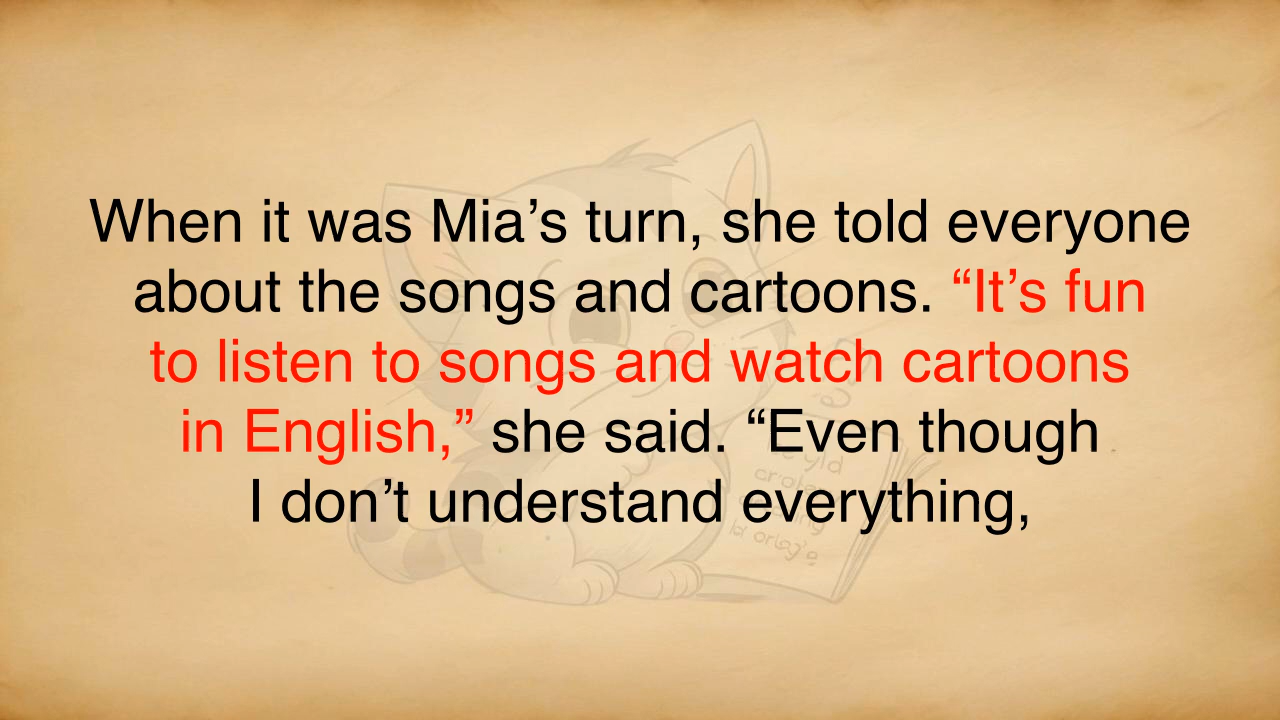 When it was Mia’s turn, she told everyone
about the songs and cartoons. “It’s fun
to listen to songs and watch cartoons
in English,” she said. “Even though
I don’t understand everything,